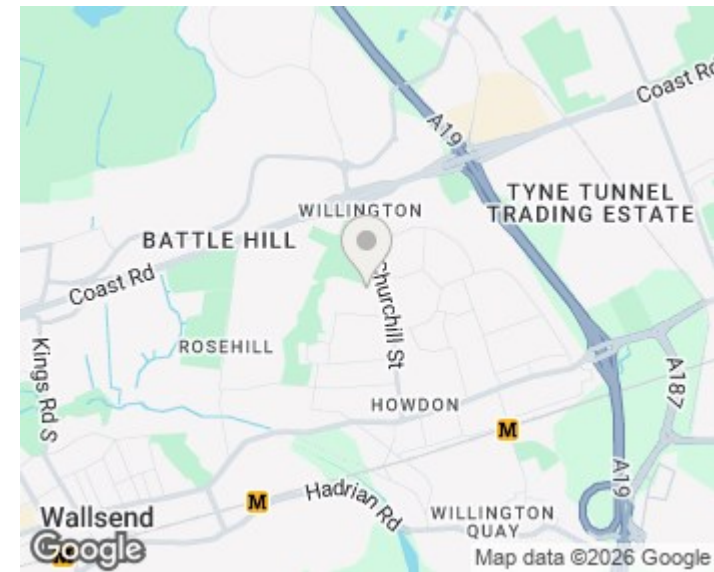 A19
Coast Rd
TYNE TUNNEL
TRADING ESTATE
WILLINGTON
BATTLE HILL
Coast Rd
Churchill St
Kings Rd S
ROSEHILL
HOWDON
A187
M
M
Hadrian Rd
A19
WILLINGTON
QUAY
Wallsend
M
Google
Map data ©2026 Google